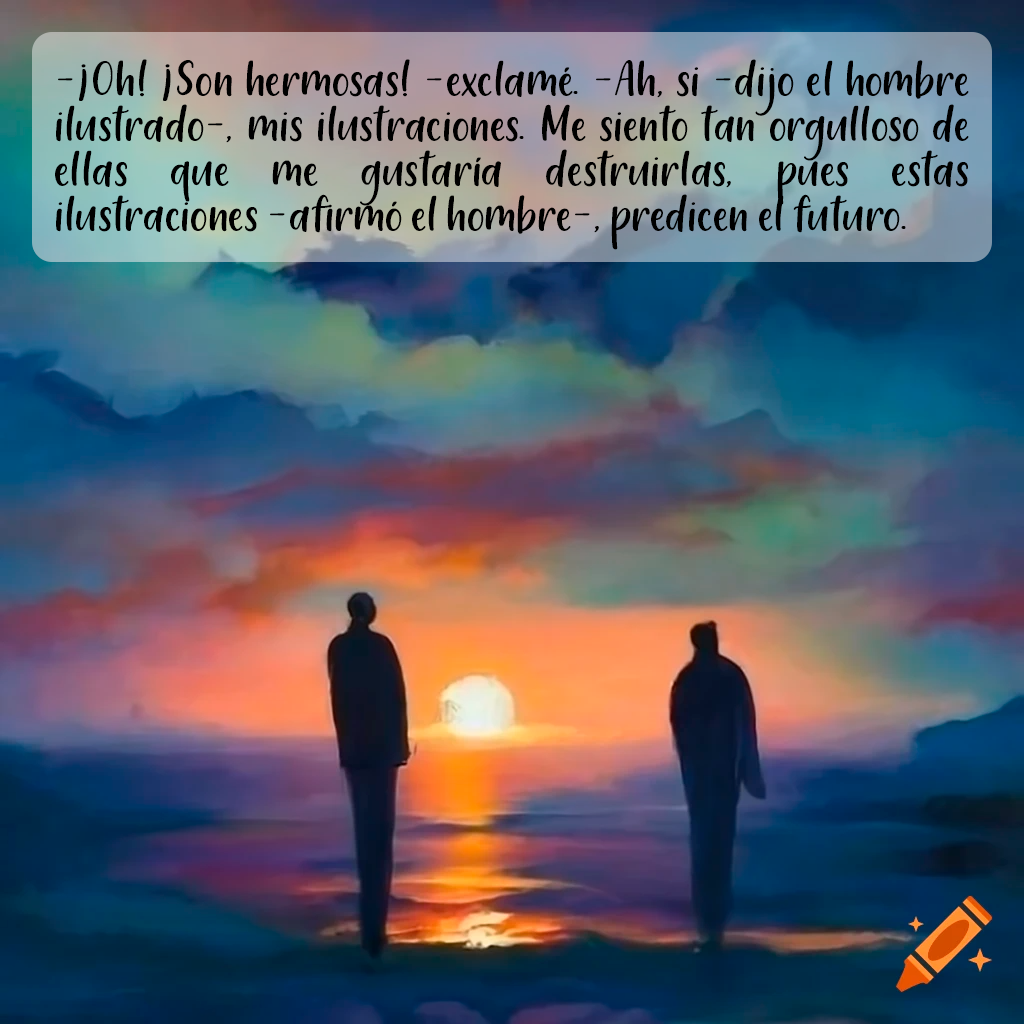 -¡Oh! ¡Son hermosas! -exclamé. -Ah, si -dijo el hombre
ilustrado-, mis ilustraciones. Me siento tan orgulloso de
ellas que me gustaría destruirlas, pues estas
ilustraciones -afirmó el hombre-, predicen el futuro.